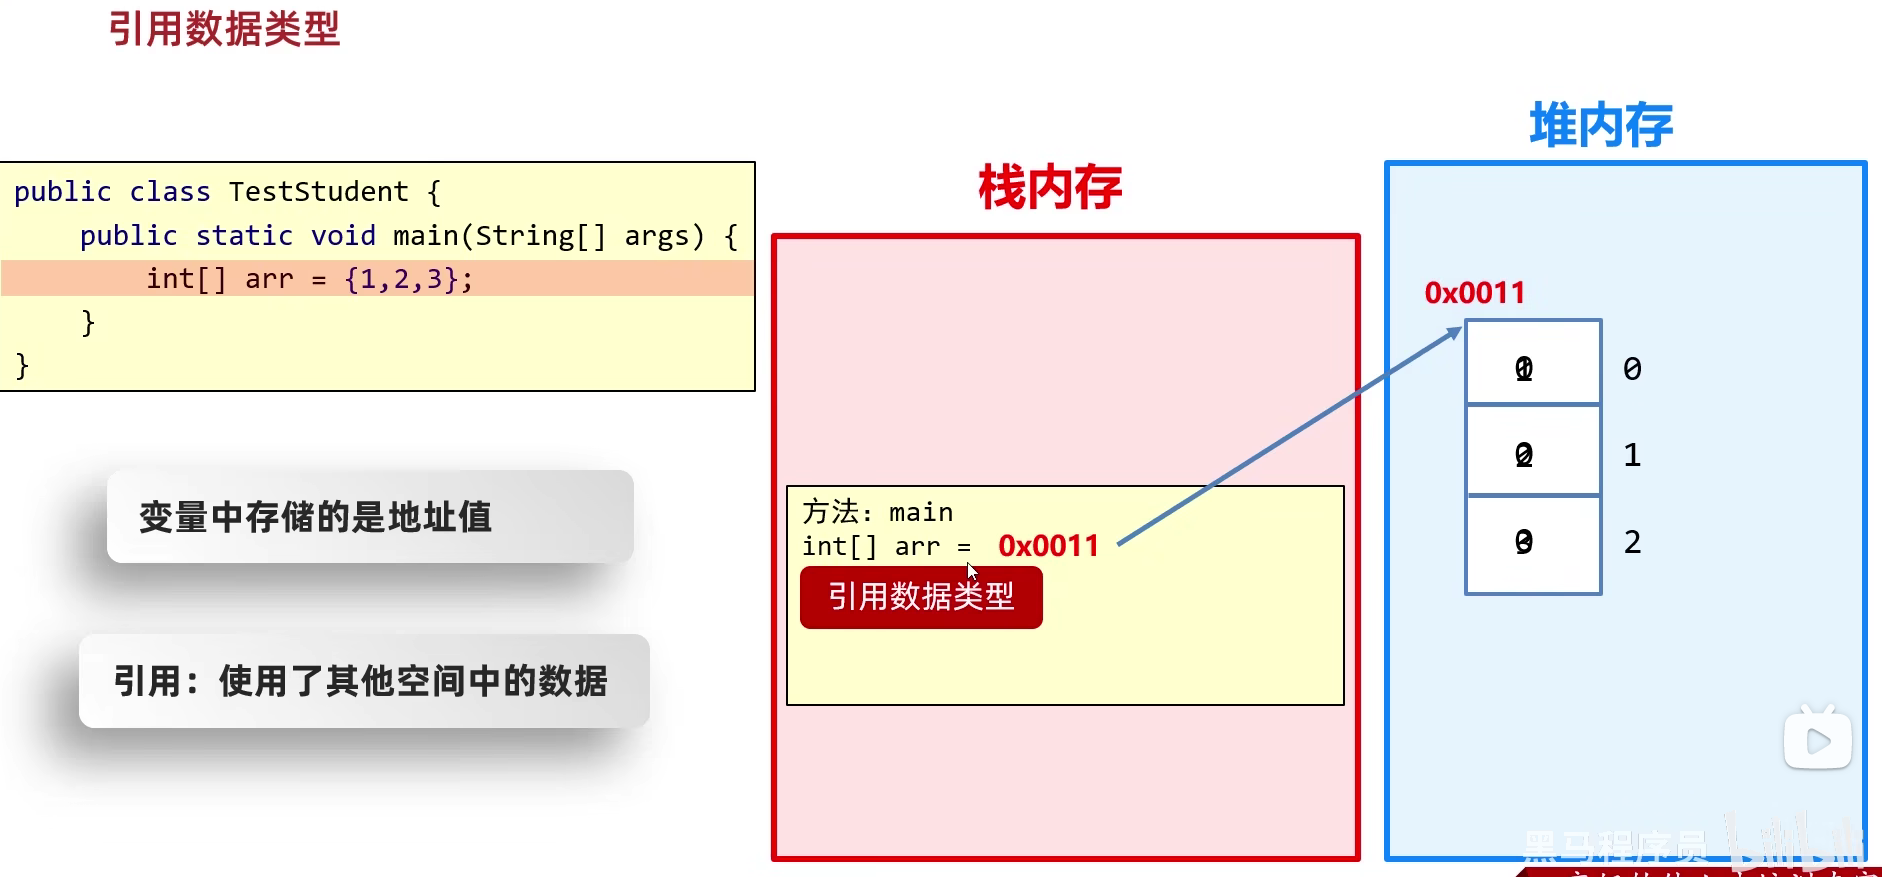 引用数据类型
堆内存
栈内存
public class TestStudent {
public static void main(String[] args) {
int[] arr = {1,2,3};
}
}
0x0011
0
1
2
方法: main
int[] arr = 0x0011
引用数据类型
变量中存储的是地址值
引用：使用了其他空间中的数据
黑马程序员
bilibili